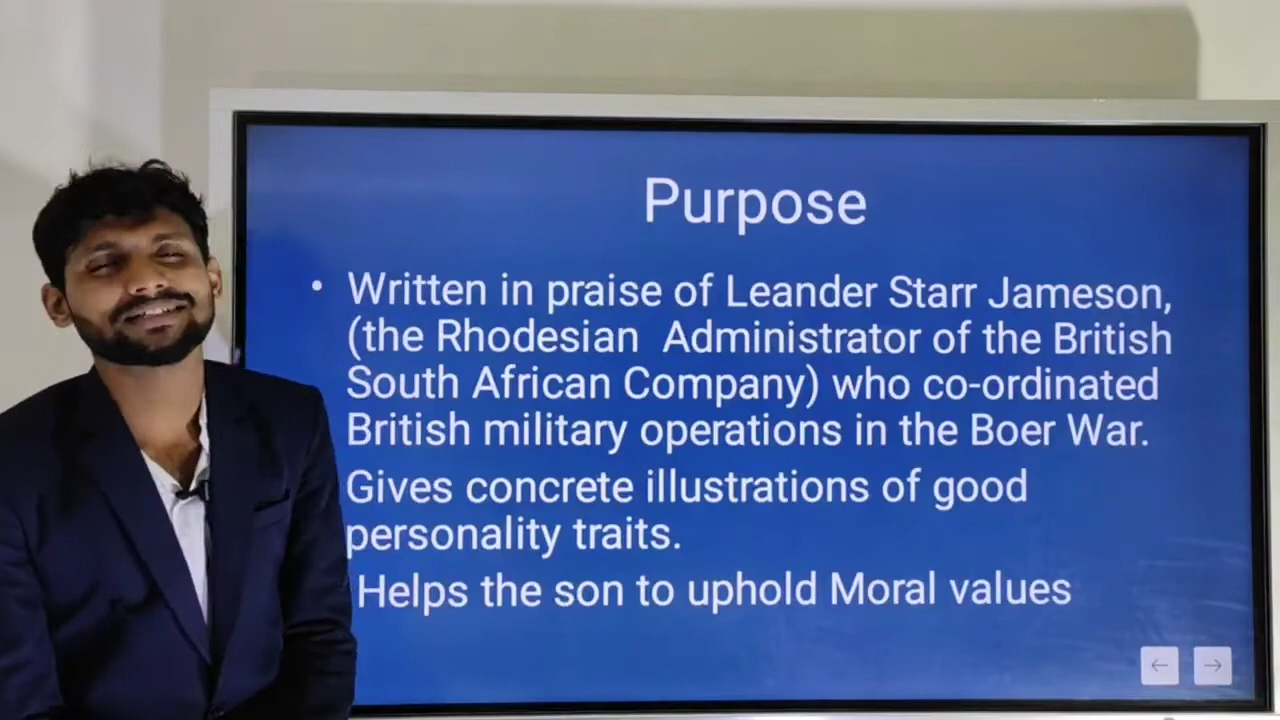 Purpose
• Written in praise of Leander Starr Jameson,
(the Rhodesian Administrator of the British
South African Company) who co-ordinated
British military operations in the Boer War.
Gives concrete illustrations of good
personality traits.
Helps the son to uphold Moral values